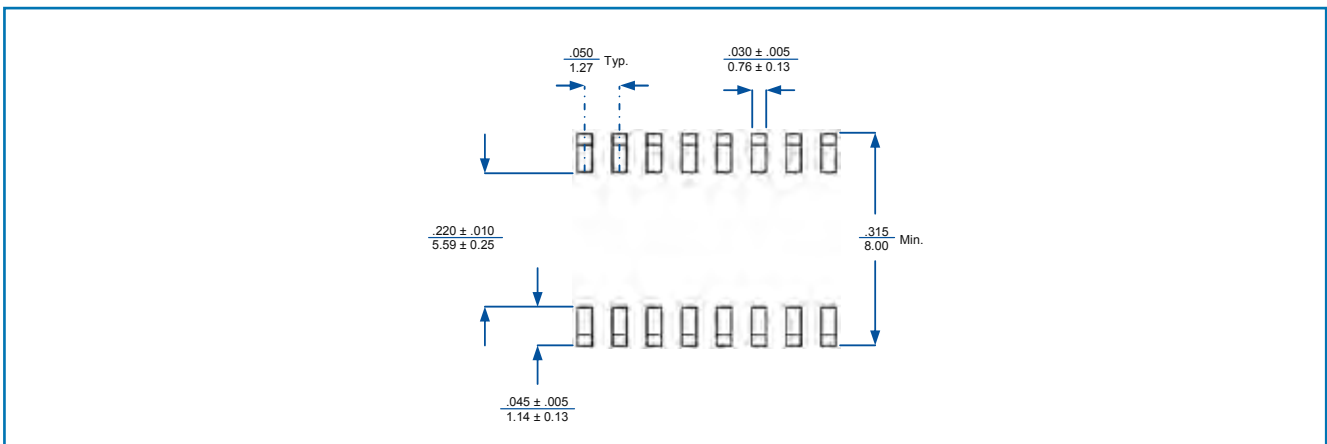 .050
1.27 Typ.
.030 ± .005
0.76 ± 0.13
.220 ± .010
5.59 ± 0.25
.315
8.00 Min.
.045 ± .005
1.14 ± 0.13